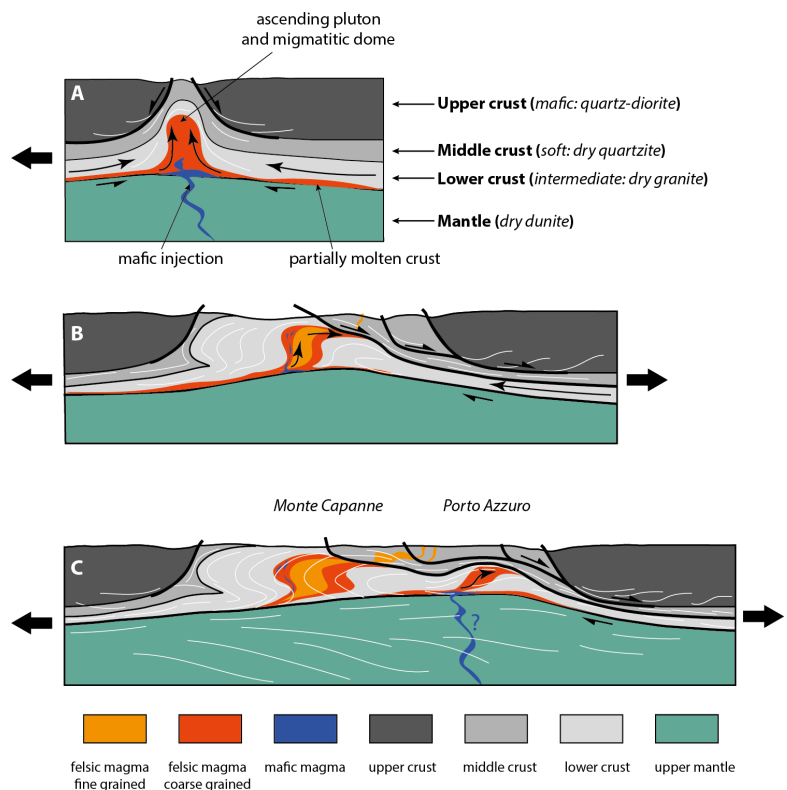 ascending pluton
and migmatitic dome
A
Upper crust (mafic: quartz-diorite)
Middle crust (soft: dry quartzite)
Lower crust (intermediate: dry granite)
Mantle (dry dunite)
mafic injection
partially molten crust
B
Monte Capanne
Porto Azzuro
C
?
felsic magma
fine grained
felsic magma
coarse grained
mafic magma
upper crust
middle crust
lower crust
upper mantle